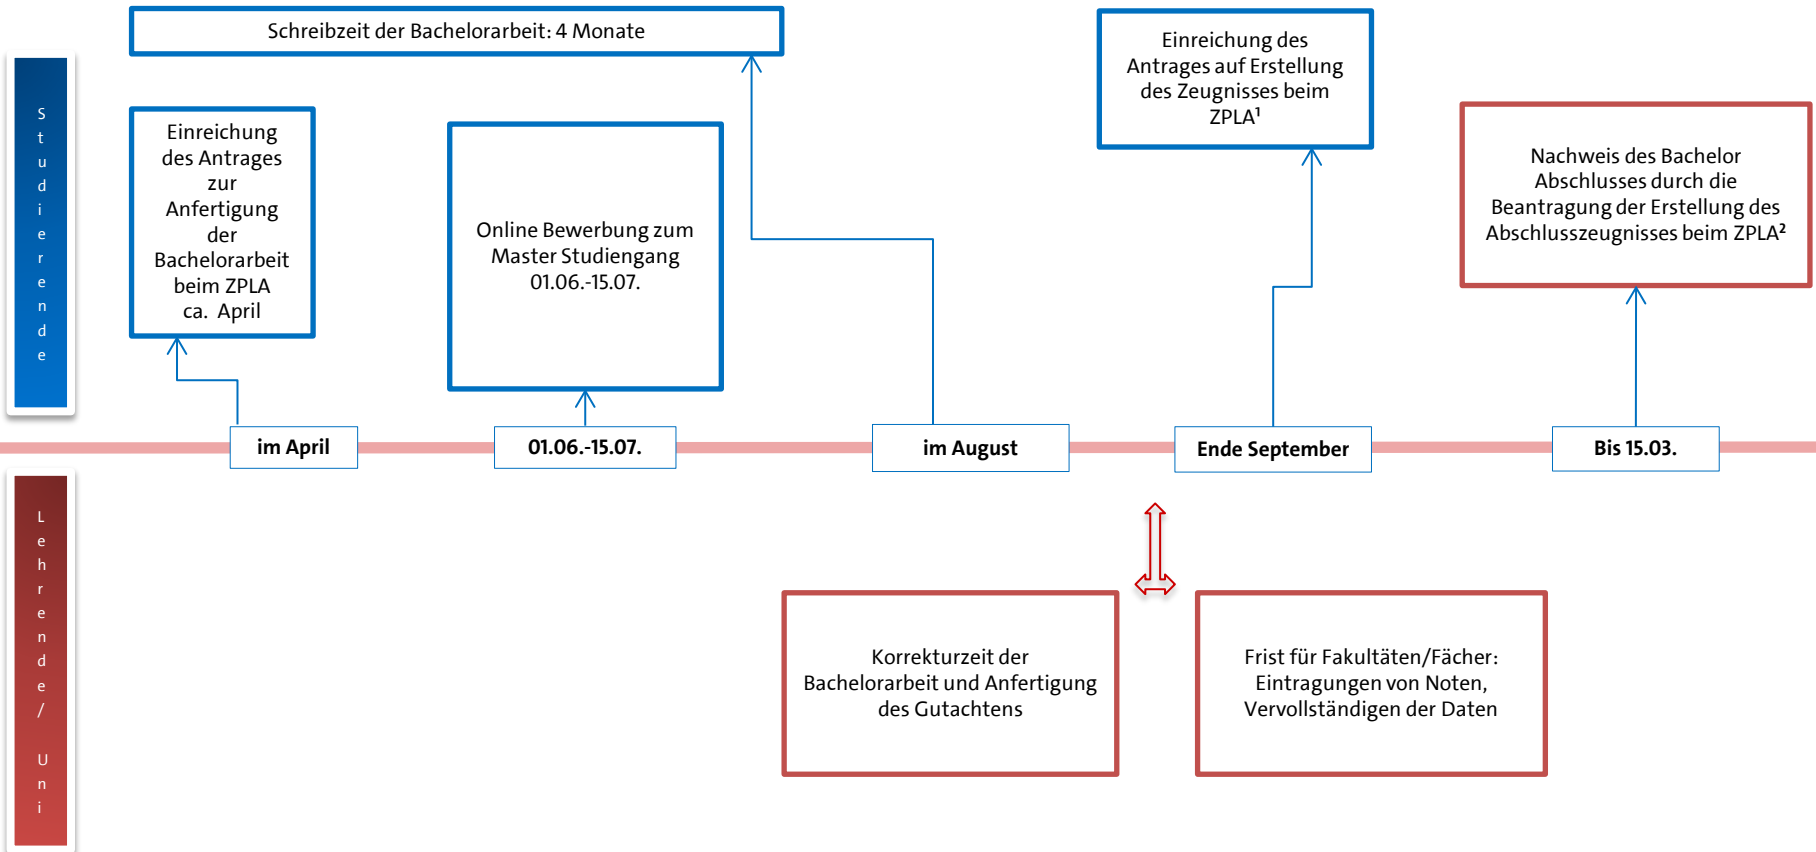 Schreibzeit der Bachelorarbeit: 4 Monate
Einreichung des
Antrages auf Erstellung
des Zeugnisses beim
ZPLA¹
Studierende
Einreichung
des Antrages
zur
Anfertigung
der
Bachelorarbeit
beim ZPLA
ca. April
Online Bewerbung zum
Master Studiengang
01.06.-15.07.
Nachweis des Bachelor
Abschlusses durch die
Beantragung der Erstellung des
Abschlusszeugnisses beim ZPLA²
im April
01.06.-15.07.
im August
Ende September
Bis 15.03.
Lehrende/ Uni
Korrekturzeit der
Bachelorarbeit und Anfertigung
des Gutachtens
Frist für Fakultäten/Fächer:
Eintragungen von Noten,
Vervollständigen der Daten